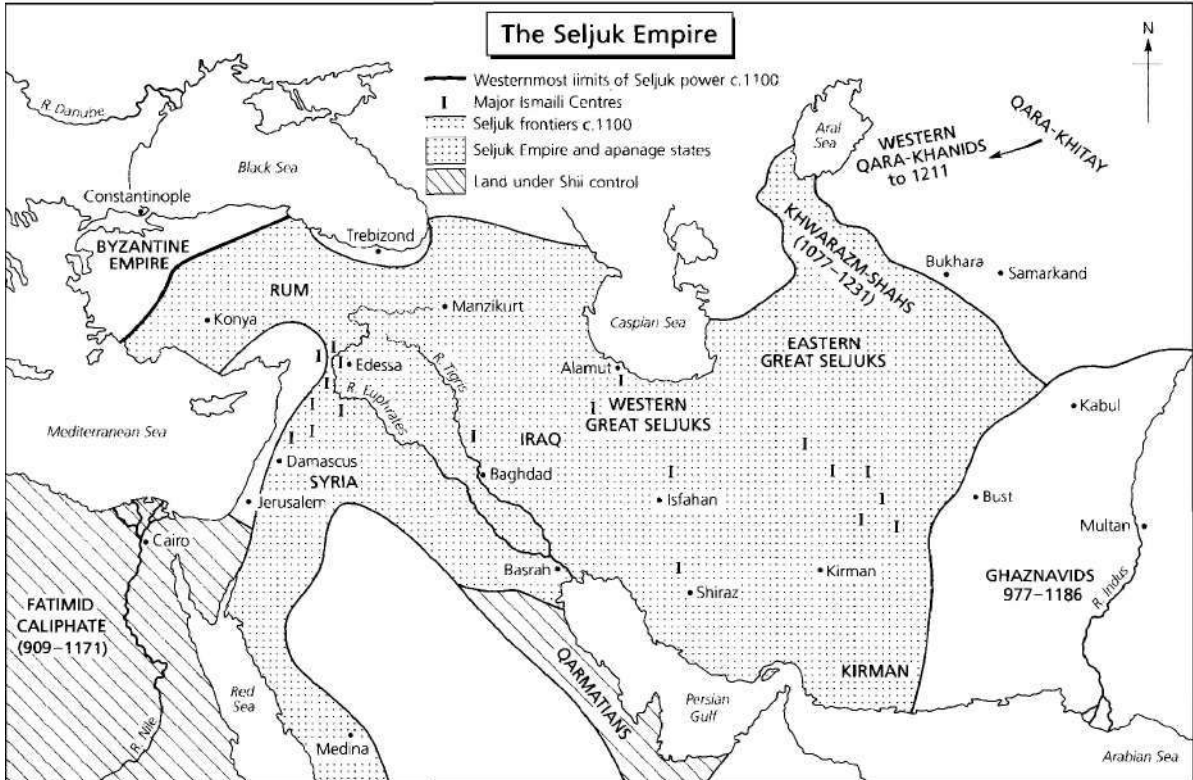 The Seljuk Empire
Westernmost limits of Seljuk power c.1100
I Major Ismaili Centres
Seljuk frontiers c.1100
Seljuk Empire and apanage states
Land under Shii control
N
R. Danube
Black Sea
Constantinople
BYZANTINE
EMPIRE
Trebizond
Aral
Sea
WESTERN
QARA-KHANIDS
to 1211
QARA-KHITAY
KHWARAZM-SHAHS
(1077–1231)
Bukhara
Samarkand
RUM
Konya
Manzikurt
Caspian Sea
EASTERN
GREAT SELJUKS
I
I
I
Edessa
R. Tigris
Alamut
I
I
I
R. Euphrates
I
I
WESTERN
GREAT SELJUKS
Kabul
Mediterranean Sea
I
I
I
IRAQ
I
Damascus
SYRIA
Baghdad
I
I
I
Isfahan
I
I
I
Bust
Jerusalem
Multan
Cairo
Basrah
I
Shiraz
Kirman
GHAZNAVIDS
977–1186
R. Indus
FATIMID
CALIPHATE
(909–1171)
QARMATIANS
KIRMAN
Red
Sea
Persian
Gulf
R. Nile
Medina
Arabian Sea